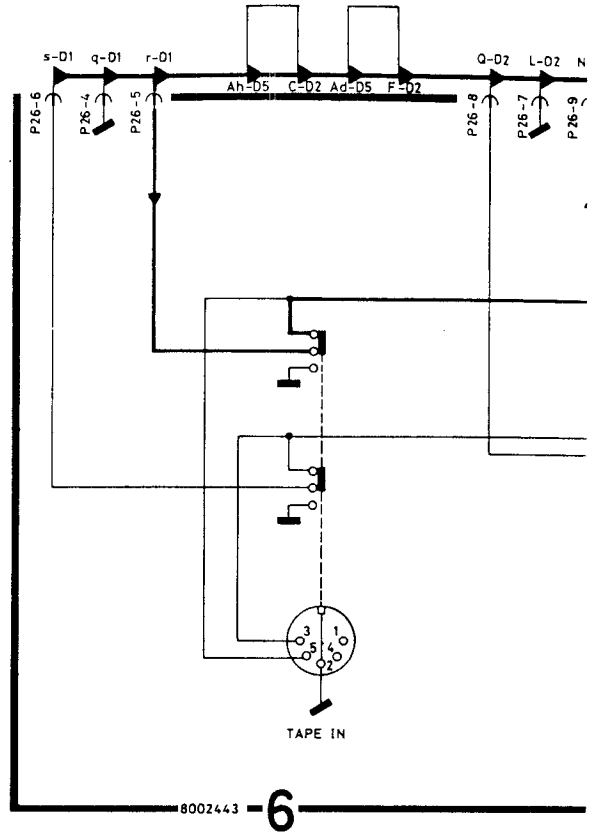 s-D1 q-D1 r-D1 Q-D2 L-D2 N
Ah-D5 C-D2 Ad-D5 F-D2
P26-6 P26-4 P26-5 P26-8 P26-7 P26-9
3 1
5 4
2
TAPE IN
8002443 6